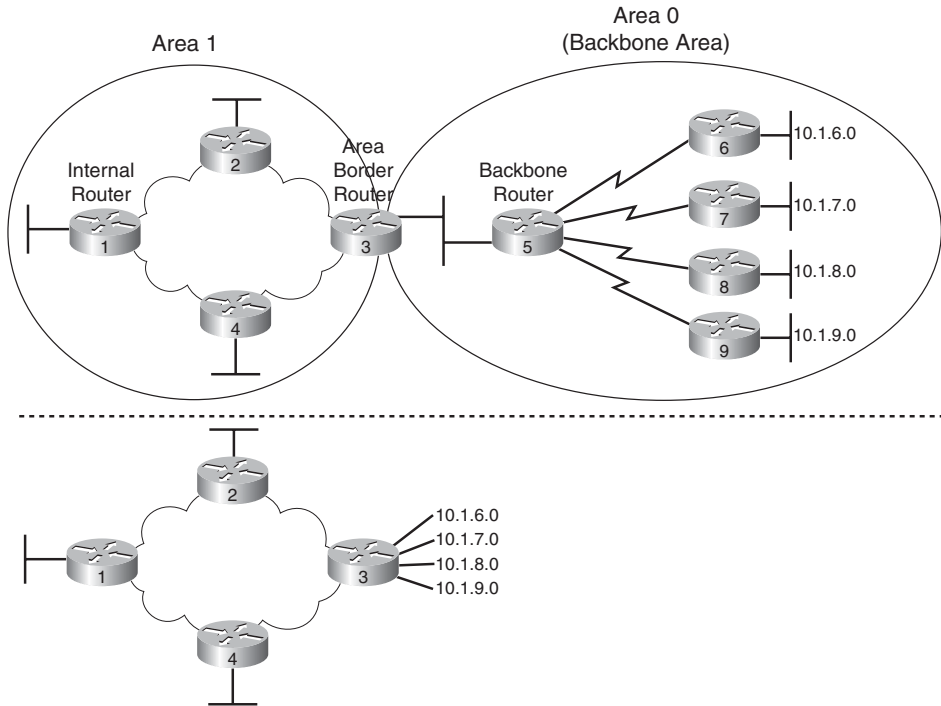 Area 1
Area 0
(Backbone Area)
Internal
Router
Area
Border
Router
Backbone
Router
1
2
3
4
5
6
7
8
9
10.1.6.0
10.1.7.0
10.1.8.0
10.1.9.0
1
2
3
4
10.1.6.0
10.1.7.0
10.1.8.0
10.1.9.0